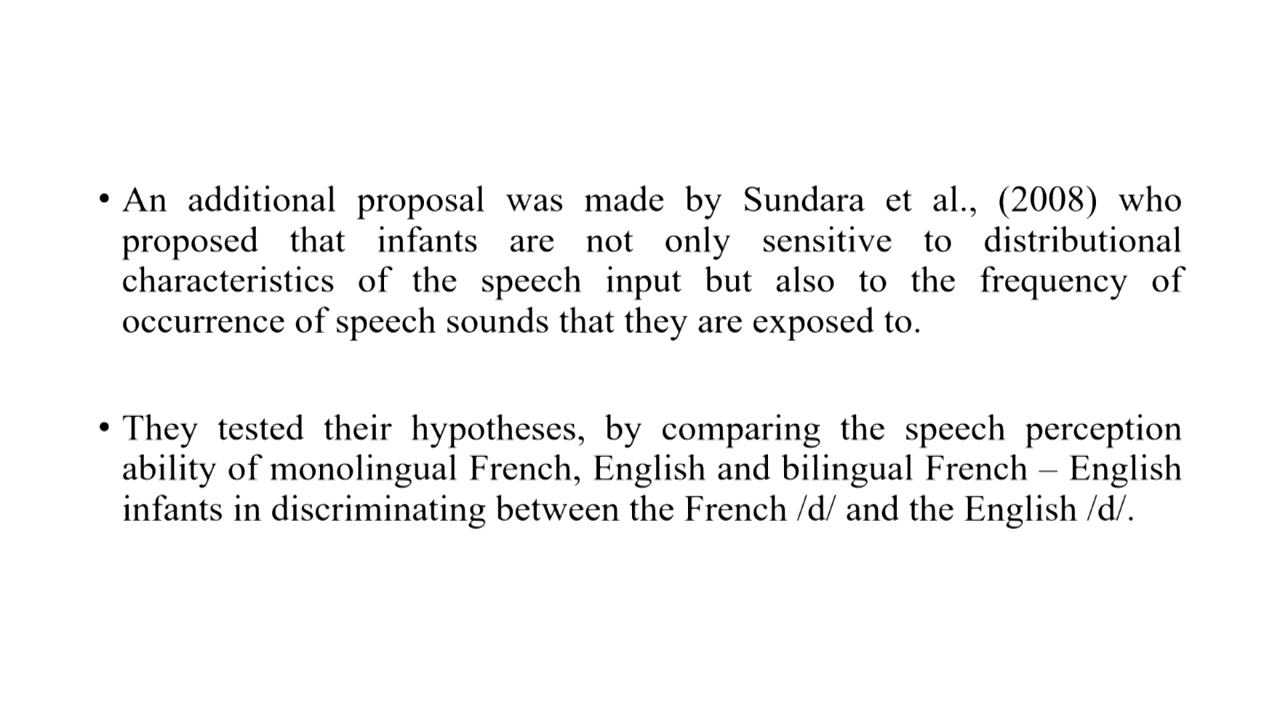 • An additional proposal was made by Sundara et al., (2008) who
proposed that infants are not only sensitive to distributional
characteristics of the speech input but also to the frequency of
occurrence of speech sounds that they are exposed to.
• They tested their hypotheses, by comparing the speech perception
ability of monolingual French, English and bilingual French – English
infants in discriminating between the French /d/ and the English /d/.